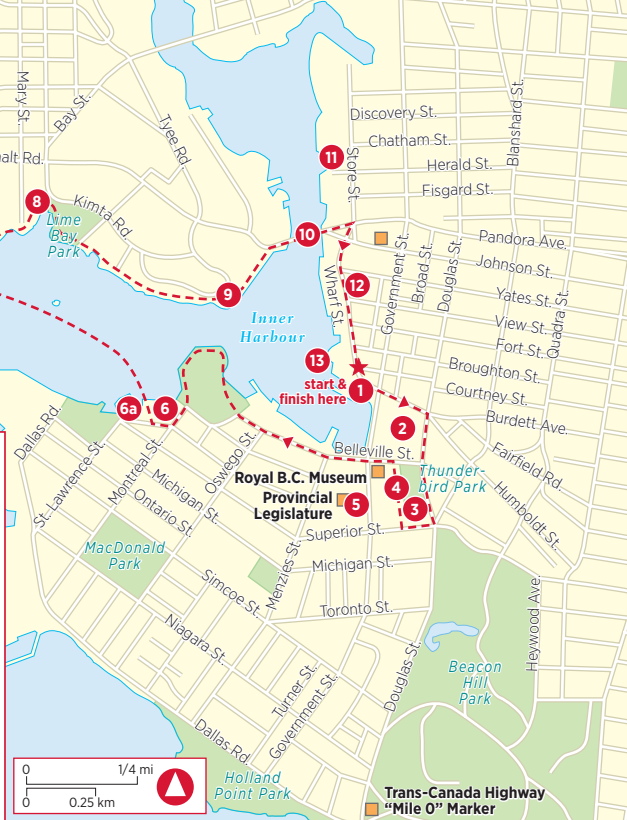 Mary St.
Bay St.
Tyee Rd.
Discovery St.
Blanshard St.
Chatham St.
11
Store St.
alt Rd.
Herald St.
Fisgard St.
8
Kimta Rd.
Lime
Bay
Park
10
Pandora Ave.
Government St.
Broad St.
Douglas St.
Johnson St.
12
Wharf St.
9
Yates St.
Quadra St.
Inner
Harbour
View St.
Fort St.
13
Broughton St.
start &
finish here
1
Courtney St.
6a
6
Dallas Rd.
2
Burdett Ave.
Belleville St.
Fairfield Rd.
St. Lawrence St.
Montreal St.
Oswego St.
Royal B.C. Museum
Thunder-
bird Park
Michigan St.
4
Provincial
Legislature
5
3
Humboldt St.
Ontario St.
Superior St.
MacDonald
Park
Menzies St.
Michigan St.
Simcoe St.
Toronto St.
Heywood Ave.
Niagara St.
Douglas St.
Beacon
Hill
Park
Turner St.
Government St.
Dallas Rd.
0
1/4 mi
0
0.25 km
Holland
Point Park
Trans-Canada Highway
“Mile 0” Marker